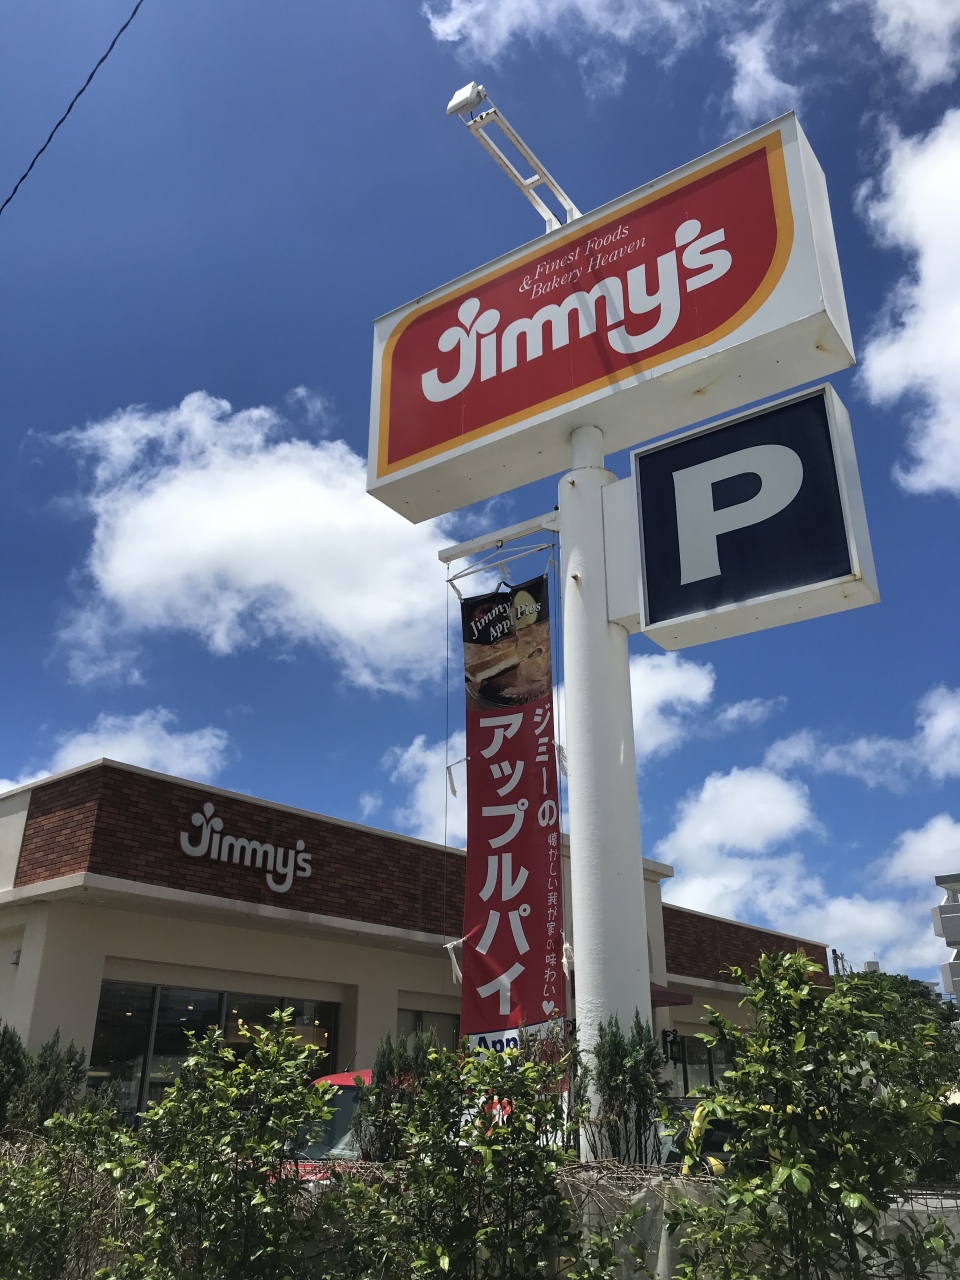 & Finest Foods
Bakery Heaven
Jimmy's
P
Jimmy
Apple Pies
ジミーの
懐かしい我が家の味わい♥
アップルパイ
Jimmy's